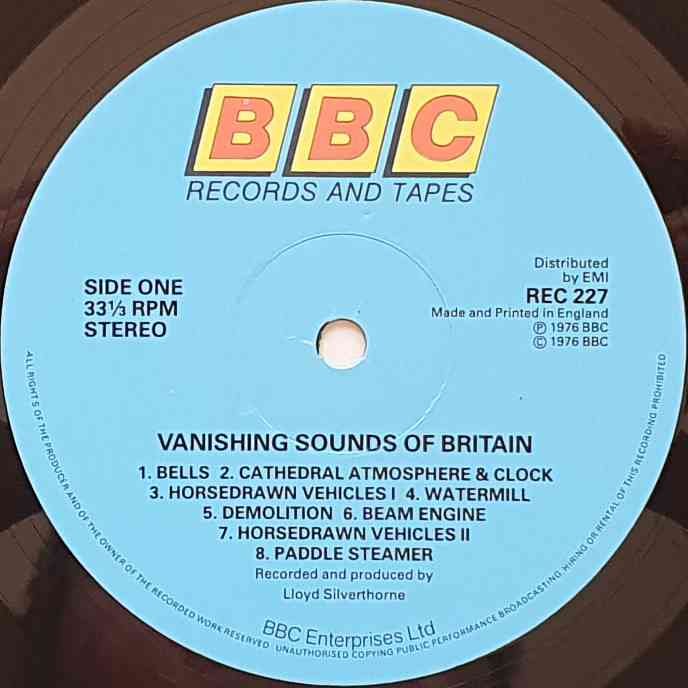 BBC
RECORDS AND TAPES
SIDE ONE
33⅓ RPM
STEREO
Distributed
by EMI
REC 227
Made and Printed in England
Ⓟ 1976 BBC
© 1976 BBC
VANISHING SOUNDS OF BRITAIN
1. BELLS 2. CATHEDRAL ATMOSPHERE & CLOCK
3. HORSEDRAWN VEHICLES I 4. WATERMILL
5. DEMOLITION 6. BEAM ENGINE
7. HORSEDRAWN VEHICLES II
8. PADDLE STEAMER
Recorded and produced by
Lloyd Silverthorne
BBC Enterprises Ltd
ALL RIGHTS OF THE PRODUCER AND OF THE OWNER OF THE RECORDED WORK RESERVED UNAUTHORISED COPYING PUBLIC PERFORMANCE BROADCASTING HIRING OR RENTAL OF THIS RECORDING PROHIBITED